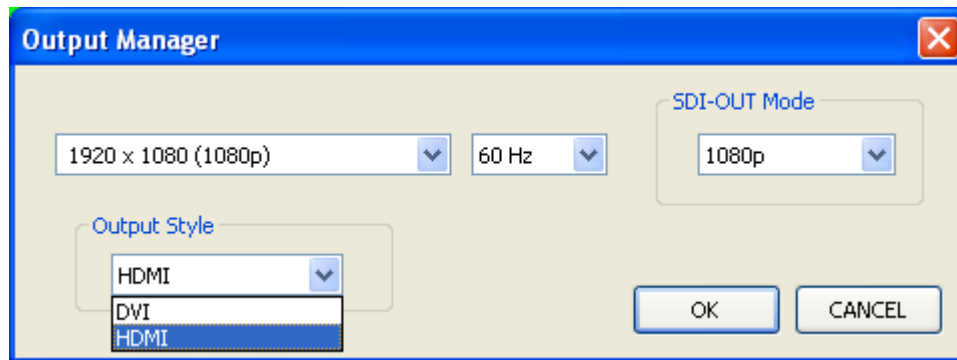 Output Manager
SDI-OUT Mode
1920 x 1080 (1080p)
60 Hz
1080p
Output Style
HDMI
DVI
HDMI
OK
CANCEL